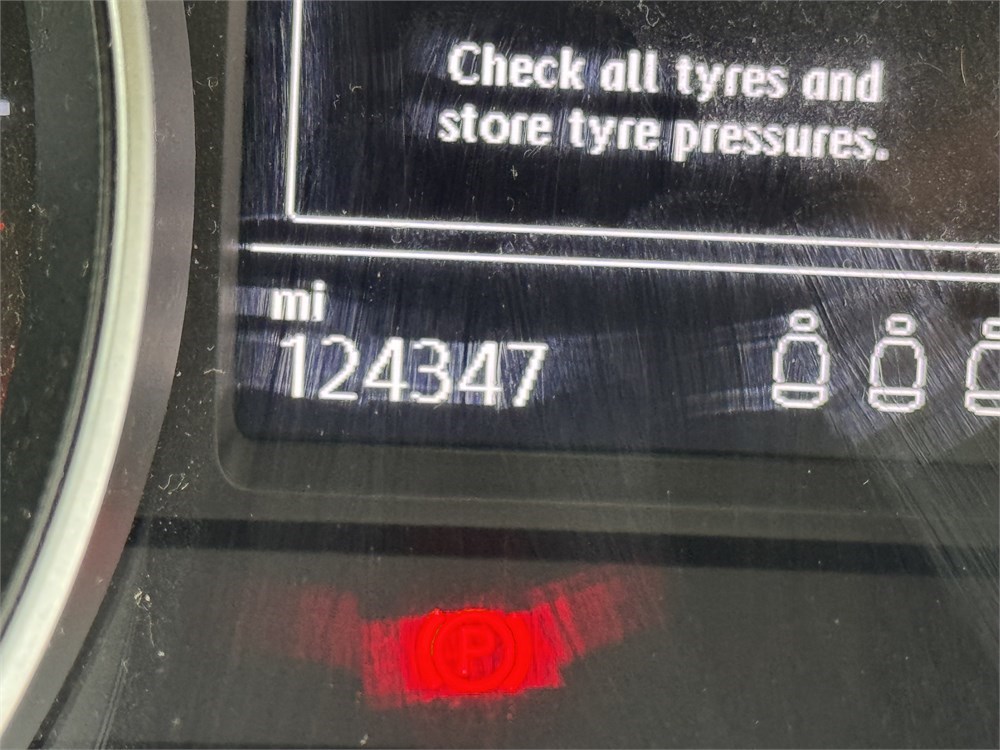 Check all tyres and
store tyre pressures.
mi
124347
P